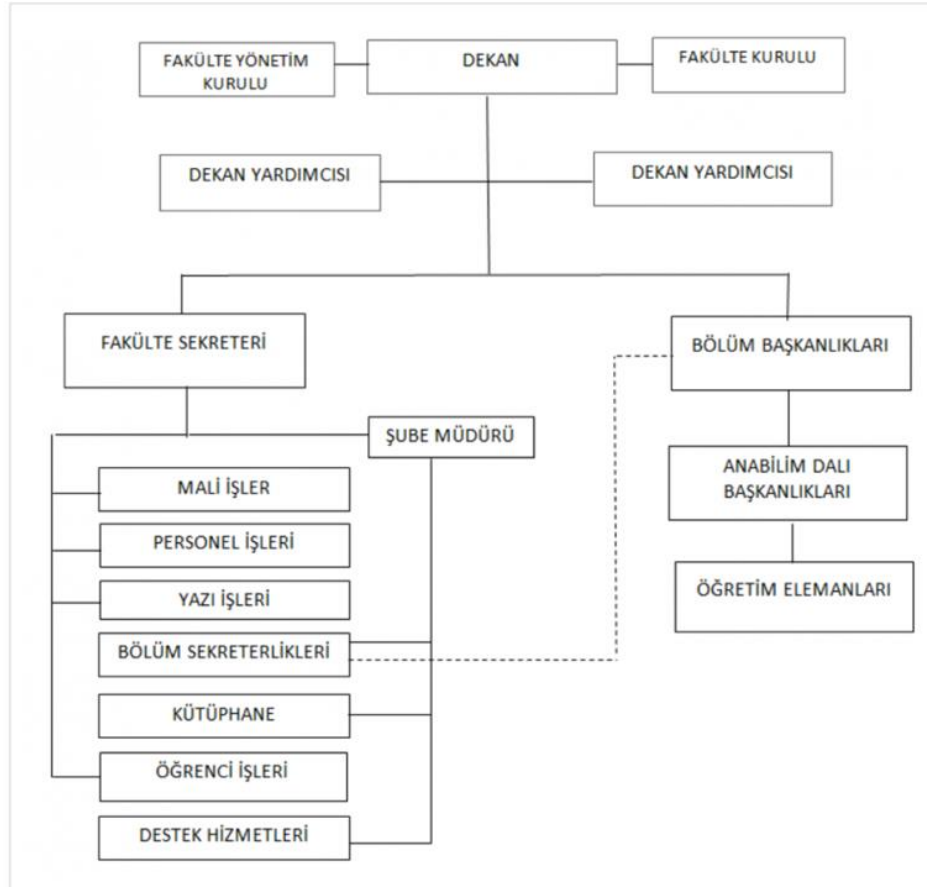 FAKÜLTE YÖNETİM
KURULU
DEKAN
FAKÜLTE KURULU
DEKAN YARDIMCISI
DEKAN YARDIMCISI
FAKÜLTE SEKRETERİ
BÖLÜM BAŞKANLIKLARI
ŞUBE MÜDÜRÜ
ANABİLİM DALI
BAŞKANLIKLARI
MALİ İŞLER
PERSONEL İŞLERİ
ÖĞRETİM ELEMANLARI
YAZI İŞLERİ
BÖLÜM SEKRETERLİKLERİ
KÜTÜPHANE
ÖĞRENCİ İŞLERİ
DESTEK HİZMETLERİ